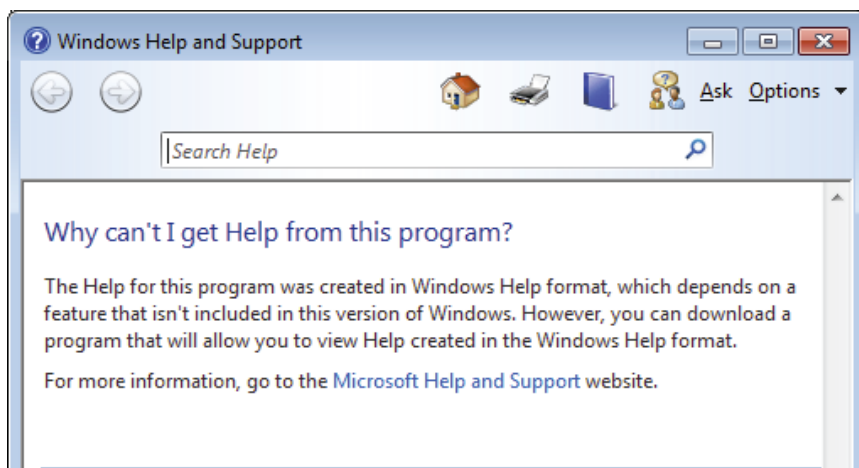 Windows Help and Support
Ask Options
Search Help
Why can't I get Help from this program?
The Help for this program was created in Windows Help format, which depends on a
feature that isn't included in this version of Windows. However, you can download a
program that will allow you to view Help created in the Windows Help format.
For more information, go to the Microsoft Help and Support website.